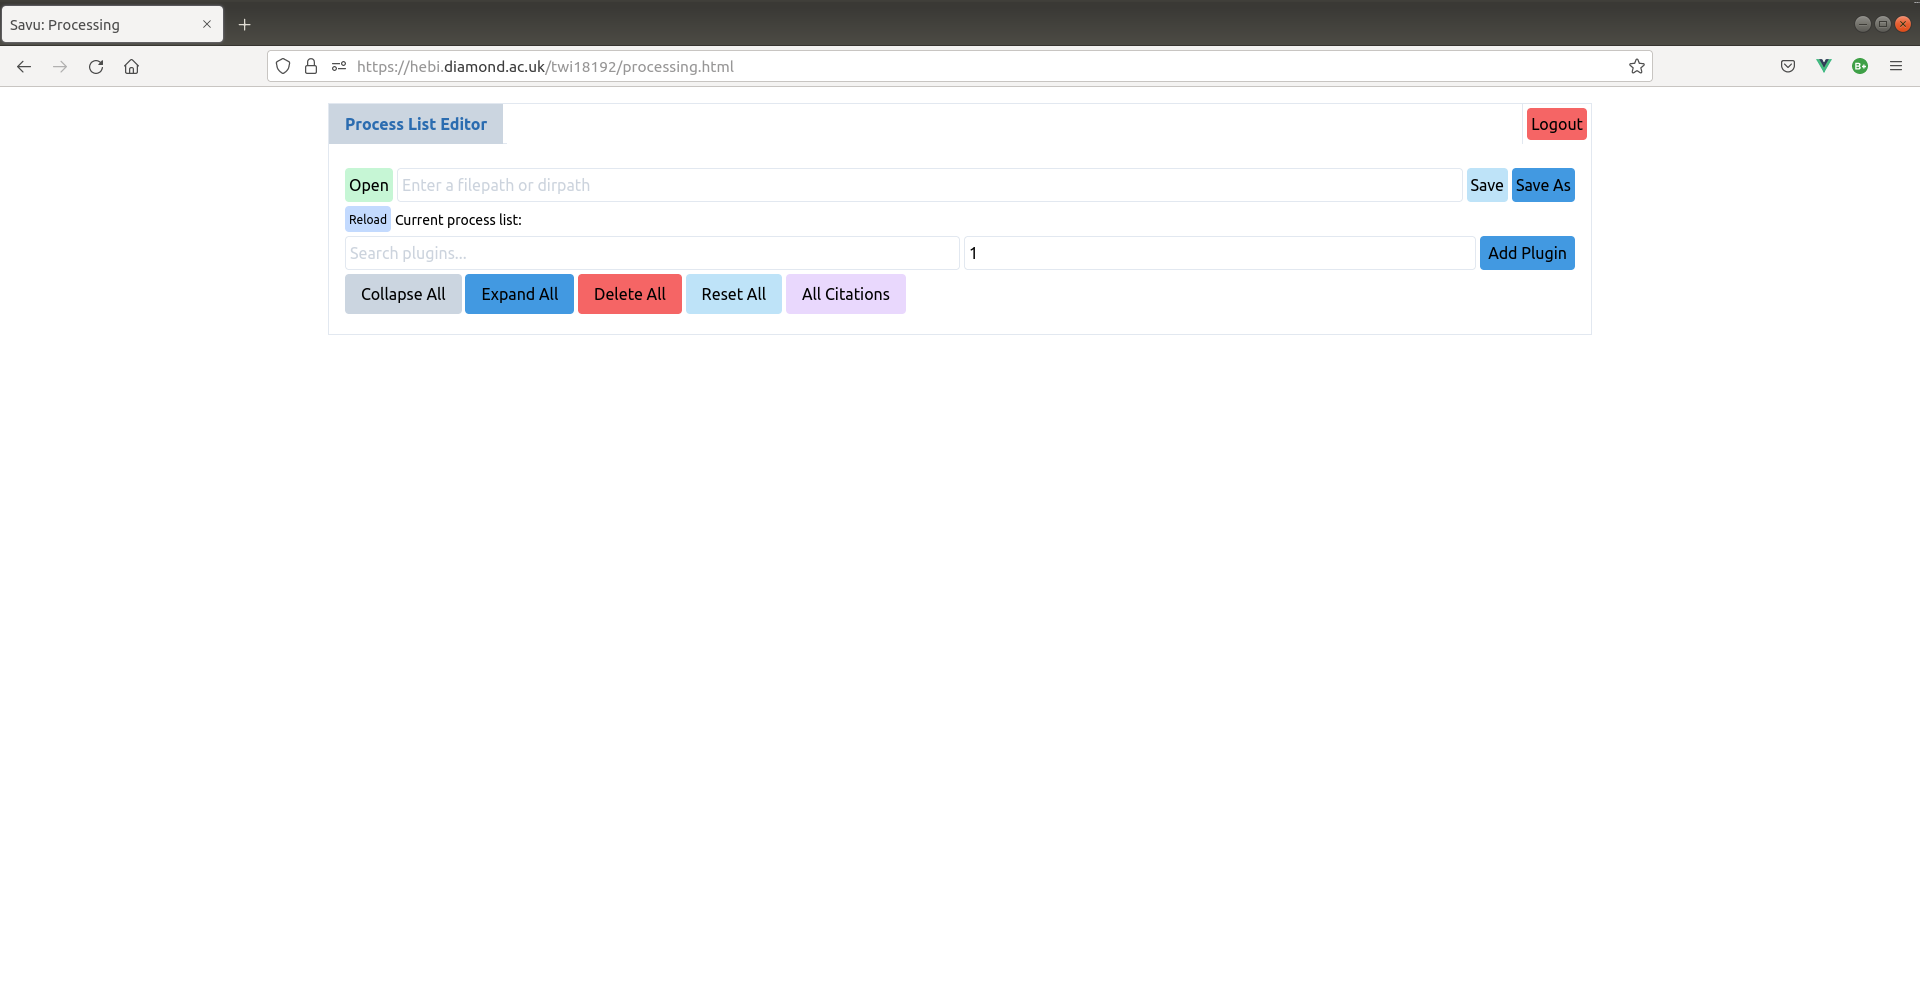 Savu: Processing
https://hebi.diamond.ac.uk/twi18192/processing.html
B+
Process List Editor
Logout
Open Enter a filepath or dirpath Save Save As
Reload Current process list:
Search plugins... 1 Add Plugin
Collapse All Expand All Delete All Reset All All Citations